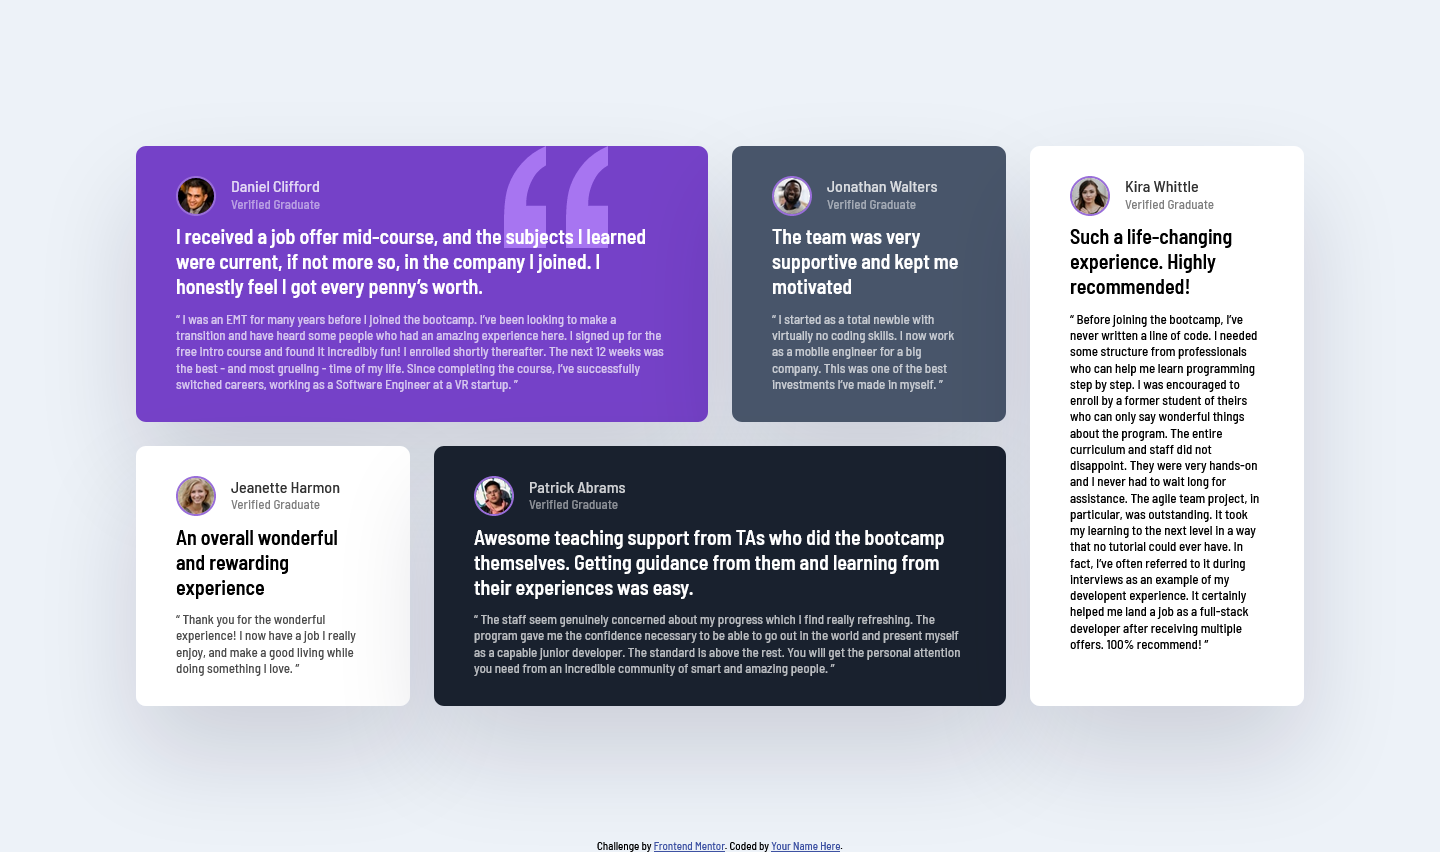 Daniel Clifford
Verified Graduate
I received a job offer mid-course, and the subjects I learned
were current, if not more so, in the company I joined. I
honestly feel I got every penny’s worth.
“ I was an EMT for many years before I joined the bootcamp. I’ve been looking to make a
transition and have heard some people who had an amazing experience here. I signed up for the
free intro course and found it incredibly fun! I enrolled shortly thereafter. The next 12 weeks was
the best - and most grueling - time of my life. Since completing the course, I’ve successfully
switched careers, working as a Software Engineer at a VR startup. ”
Jonathan Walters
Verified Graduate
The team was very
supportive and kept me
motivated
“ I started as a total newbie with
virtually no coding skills. I now work
as a mobile engineer for a big
company. This was one of the best
investments I’ve made in myself. ”
Kira Whittle
Verified Graduate
Such a life-changing
experience. Highly
recommended!
“ Before joining the bootcamp, I’ve
never written a line of code. I needed
some structure from professionals
who can help me learn programming
step by step. I was encouraged to
enroll by a former student of theirs
who can only say wonderful things
about the program. The entire
curriculum and staff did not
disappoint. They were very hands-on
and I never had to wait long for
assistance. The agile team project, in
particular, was outstanding. It took
my learning to the next level in a way
that no tutorial could ever have. In
fact, I’ve often referred to it during
interviews as an example of my
developent experience. It certainly
helped me land a job as a full-stack
developer after receiving multiple
offers. 100% recommend! ”
Jeanette Harmon
Verified Graduate
An overall wonderful
and rewarding
experience
“ Thank you for the wonderful
experience! I now have a job I really
enjoy, and make a good living while
doing something I love. ”
Patrick Abrams
Verified Graduate
Awesome teaching support from TAs who did the bootcamp
themselves. Getting guidance from them and learning from
their experiences was easy.
“ The staff seem genuinely concerned about my progress which I find really refreshing. The
program gave me the confidence necessary to be able to go out in the world and present myself
as a capable junior developer. The standard is above the rest. You will get the personal attention
you need from an incredible community of smart and amazing people. ”
Challenge by Frontend Mentor. Coded by Your Name Here.